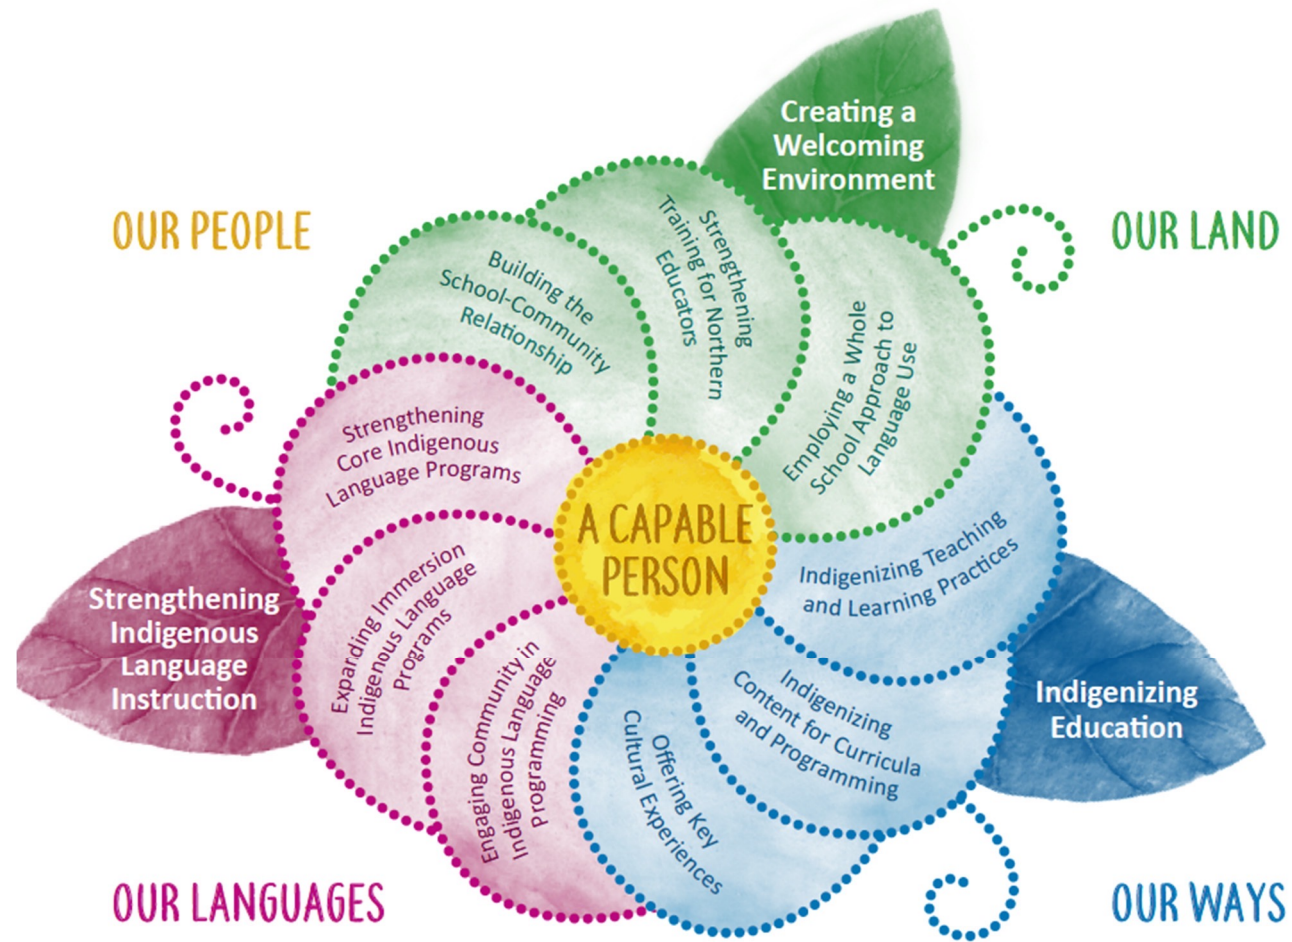 Creating a
Welcoming
Environment
OUR PEOPLE
OUR LAND
Building the
School-Community
Relationship
Strengthening
Training for Northern
Educators
Employing a Whole
School Approach to
Language Use
Strengthening
Core Indigenous
Language Programs
A CAPABLE
PERSON
Indigenizing Teaching
and Learning Practices
Strengthening
Indigenous
Language
Instruction
Expanding Immersion
Indigenous Language
Programs
Engaging Community in
Indigenous Language
Programming
Offering Key
Cultural Experiences
Indigenizing
Content for Curricula
and Programming
Indigenizing
Education
OUR LANGUAGES
OUR WAYS